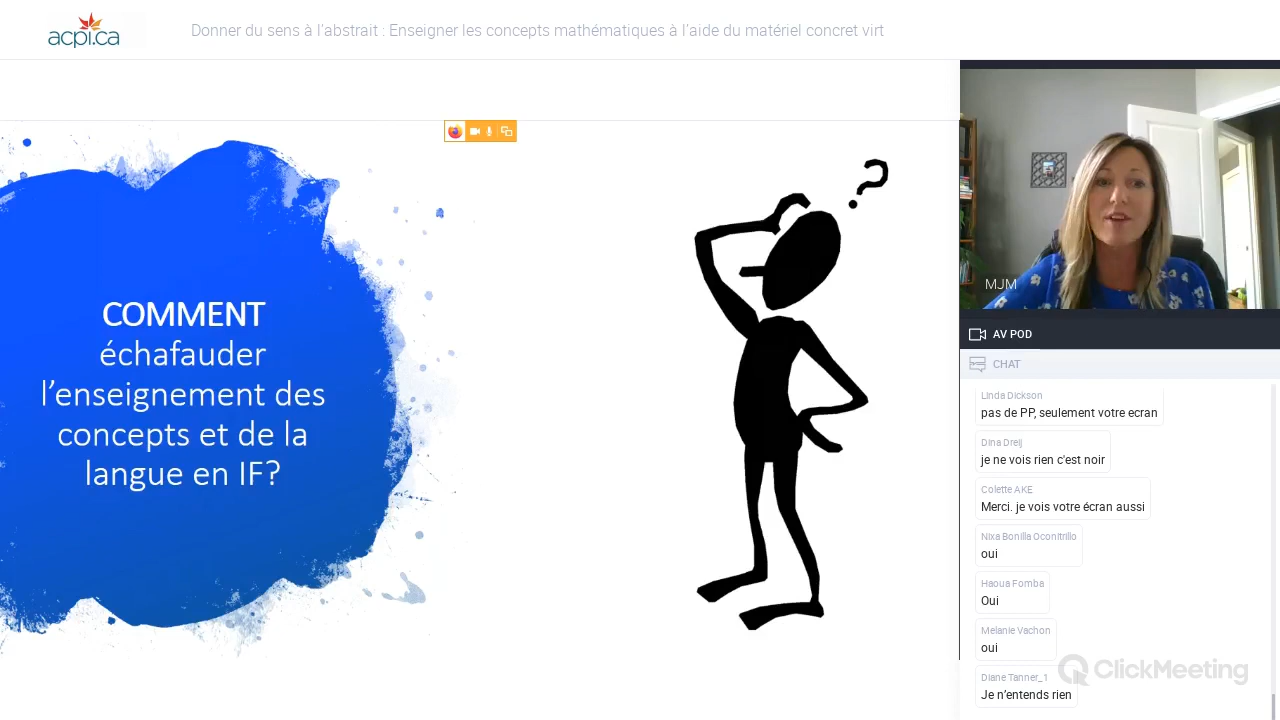 acpi.ca
Donner du sens à l'abstrait : Enseigner les concepts mathématiques à l'aide du matériel concret virt
COMMENT
échafauder
l'enseignement des
concepts et de la
langue en IF?
?
MJM
AV POD
CHAT
Linda Dickson
pas de PP, seulement votre ecran
Dina Dreij
je ne vois rien c'est noir
Colette AKE
Merci. je vois votre écran aussi
Nixa Bonilla Oconitrillo
oui
Haoua Fomba
Oui
Melanie Vachon
oui
ClickMeeting
Diane Tanner_1
Je n'entends rien